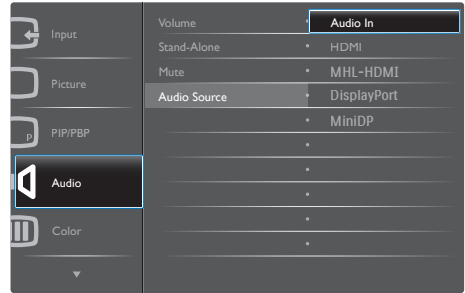 Input
Picture
P
PIP/PBP
Audio
Color
Volume
Stand-Alone
Mute
Audio Source
Audio In
HDMI
MHL-HDMI
DisplayPort
MiniDP